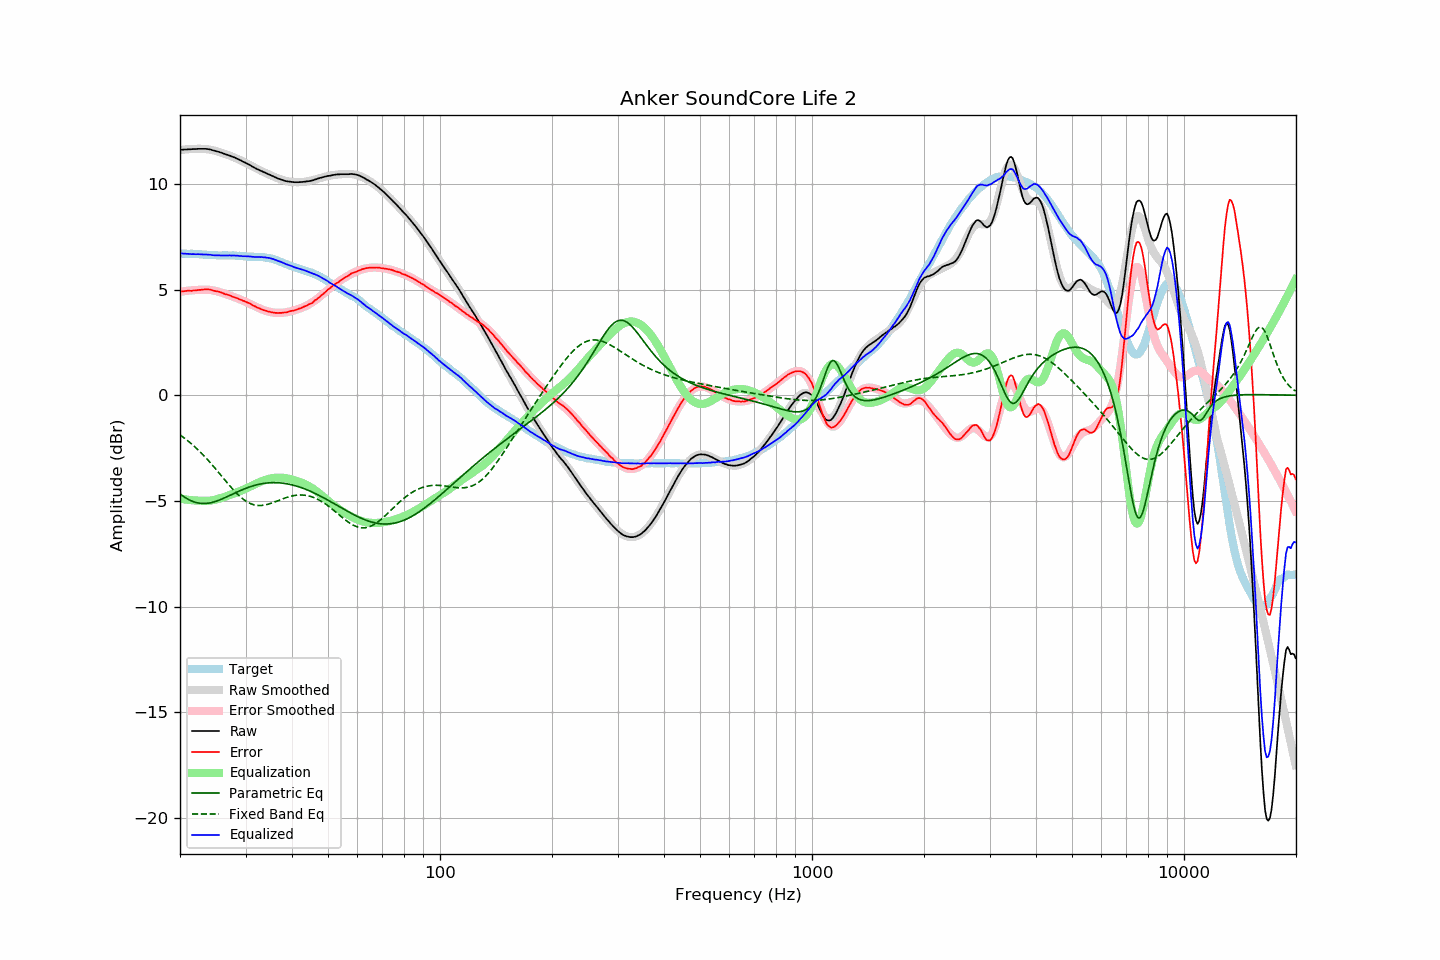 Anker SoundCore Life 2
Amplitude (dBr)
10
5
0
−5
−10
−15
−20
Target
Raw Smoothed
Error Smoothed
Raw
Error
Equalization
Parametric Eq
Fixed Band Eq
Equalized
100
1000
10000
Frequency (Hz)